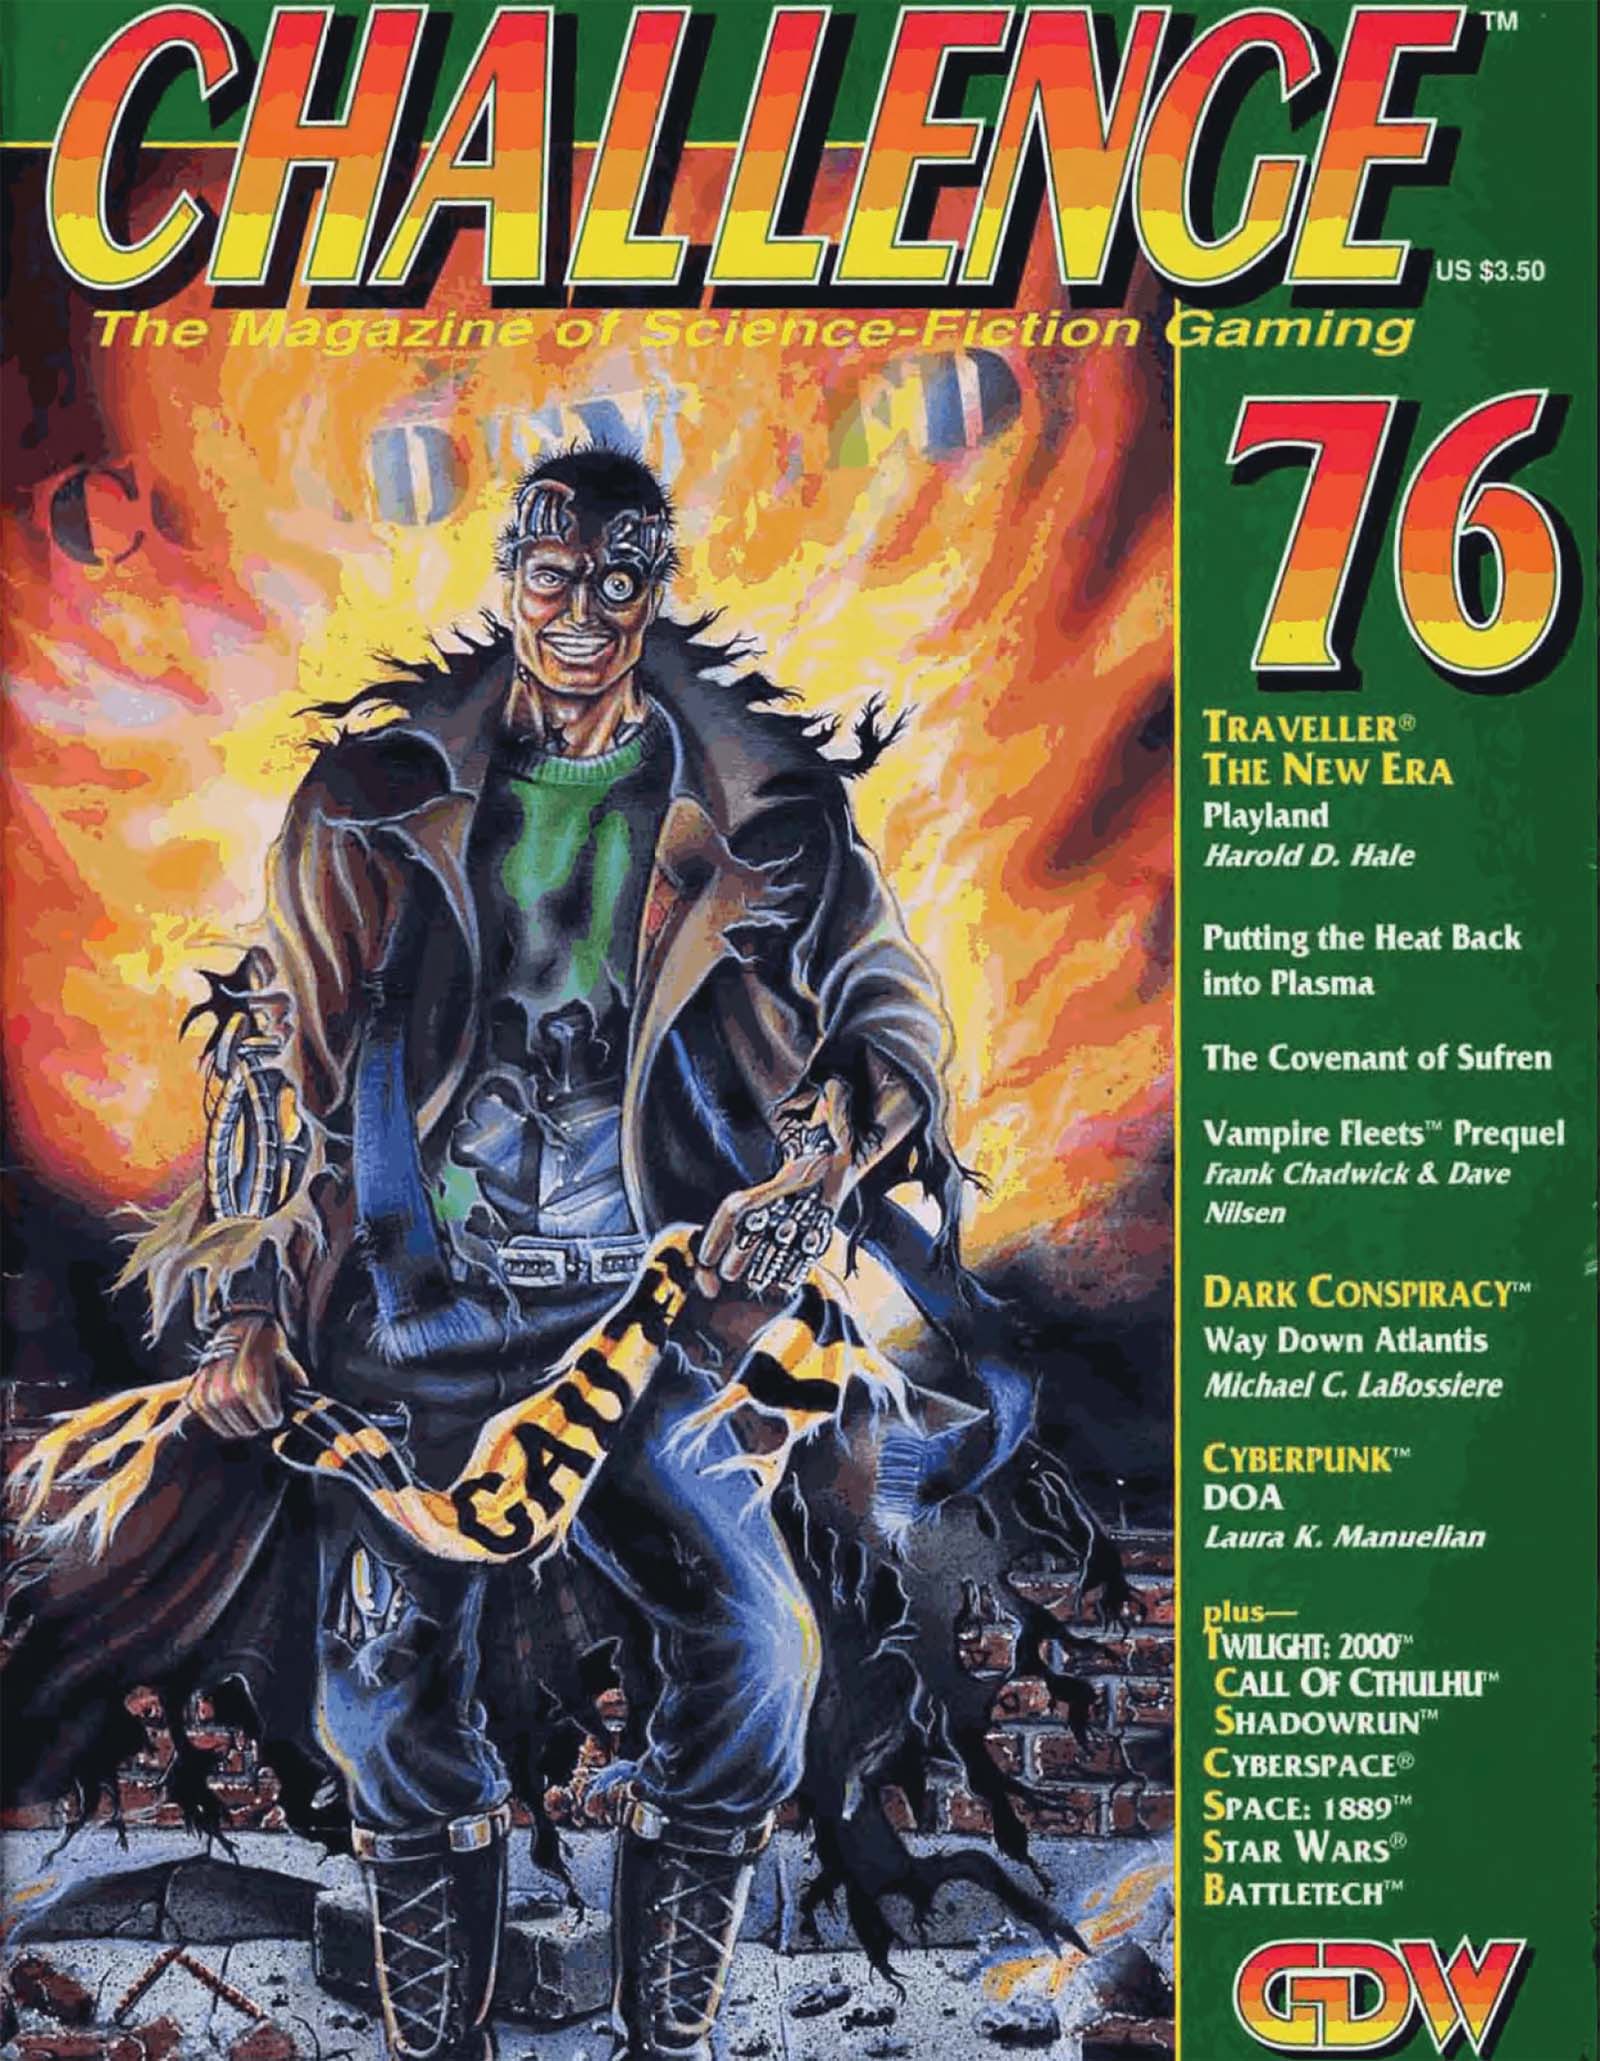 CHALLENGE™
US $3.50
The Magazine of Science-Fiction Gaming
76
TRAVELLER®
THE NEW ERA
Playland
Harold D. Hale
Putting the Heat Back
into Plasma
The Covenant of Sufren
Vampire Fleets™ Prequel
Frank Chadwick & Dave
Nilsen
DARK CONSPIRACY™
Way Down Atlantis
Michael C. LaBossiere
CYBERPUNK™
DOA
Laura K. Manuelian
plus—
TWILIGHT: 2000™
CALL OF CTHULHU™
SHADOWRUN™
CYBERSPACE®
SPACE: 1889™
STAR WARS®
BATTLETECH™
GDW
CAU